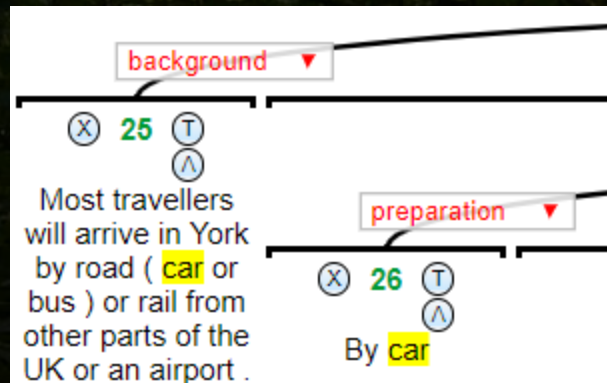 background ▼
X 25 T
Λ
Most travellers
will arrive in York
by road ( car or
bus ) or rail from
other parts of the
UK or an airport .
preparation ▼
X 26 T
Λ
By car